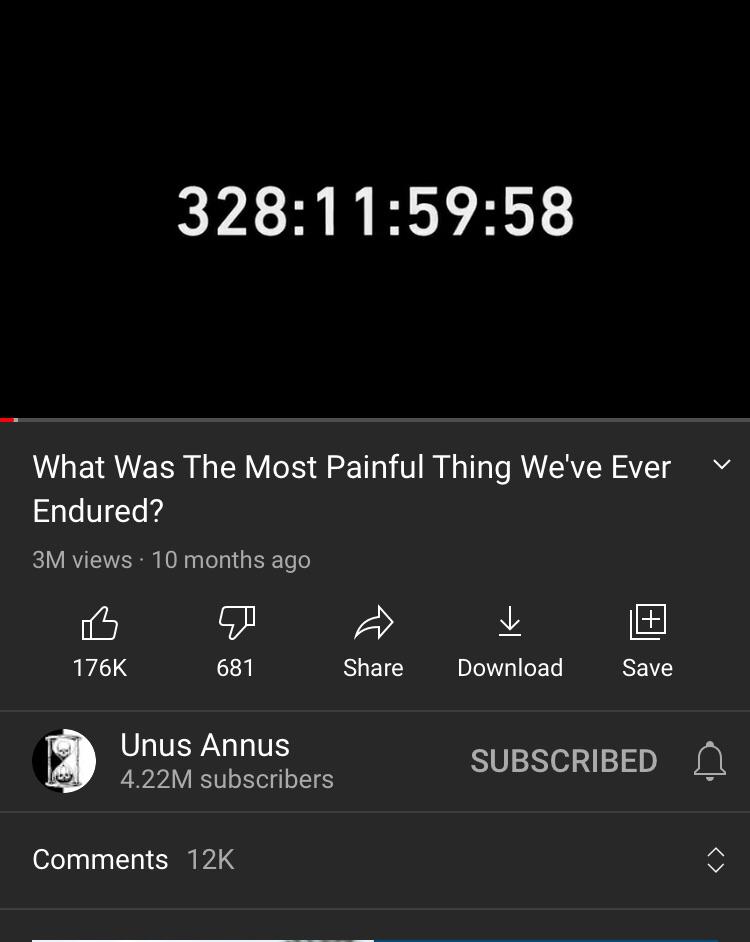 328:11:59:58
What Was The Most Painful Thing We've Ever
Endured?
3M views · 10 months ago
176K 681 Share Download Save
Unus Annus
4.22M subscribers
SUBSCRIBED
Comments 12K